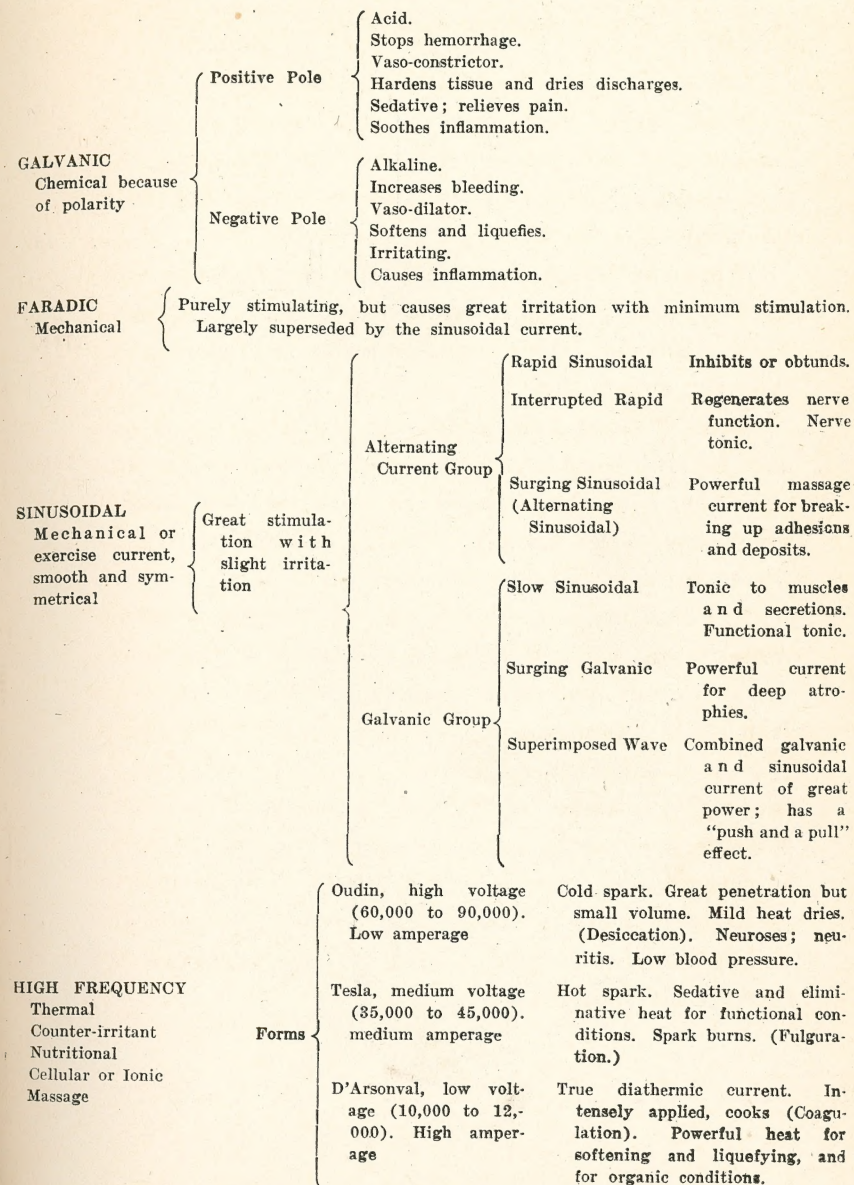 Acid.
Stops hemorrhage.
Vaso-constrictor.
Positive Pole
Hardens tissue and dries discharges.
Sedative; relieves pain.
Soothes inflammation.
GALVANIC
Chemical because
of polarity
Alkaline.
Increases bleeding.
Vaso-dilator.
Negative Pole
Softens and liquefies.
Irritating.
Causes inflammation.
FARADIC
Mechanical
Purely stimulating, but causes great irritation with minimum stimulation.
Largely superseded by the sinusoidal current.
SINUSOIDAL
Mechanical or
exercise current,
smooth and sym-
metrical
Great stimula-
tion with
slight irrita-
tion
Alternating
Current Group
Rapid Sinusoidal
Inhibits or obtunds.
Interrupted Rapid
Regenerates nerve
function. Nerve
tonic.
Surging Sinusoidal
(Alternating
Sinusoidal)
Powerful massage
current for break-
ing up adhesions
and deposits.
Galvanic Group
Slow Sinusoidal
Tonic to muscles
and secretions.
Functional tonic.
Surging Galvanic
Powerful current
for deep atro-
phies.
Superimposed Wave
Combined galvanic
and sinusoidal
current of great
power; has a
“push and a pull”
effect.
HIGH FREQUENCY
Thermal
Counter-irritant
Nutritional
Cellular or Ionic
Massage
Forms
Oudin, high voltage
(60,000 to 90,000).
Low amperage
Cold spark. Great penetration but
small volume. Mild heat dries.
(Desiccation). Neuroses; neu-
ritis. Low blood pressure.
Tesla, medium voltage
(35,000 to 45,000).
medium amperage
Hot spark. Sedative and elimi-
native heat for functional con-
ditions. Spark burns. (Fulgura-
tion.)
D'Arsonval, low volt-
age (10,000 to 12,-
000). High amper-
age
True diathermic current. In-
tensely applied, cooks (Coagu-
lation). Powerful heat for
softening and liquefying, and
for organic conditions.